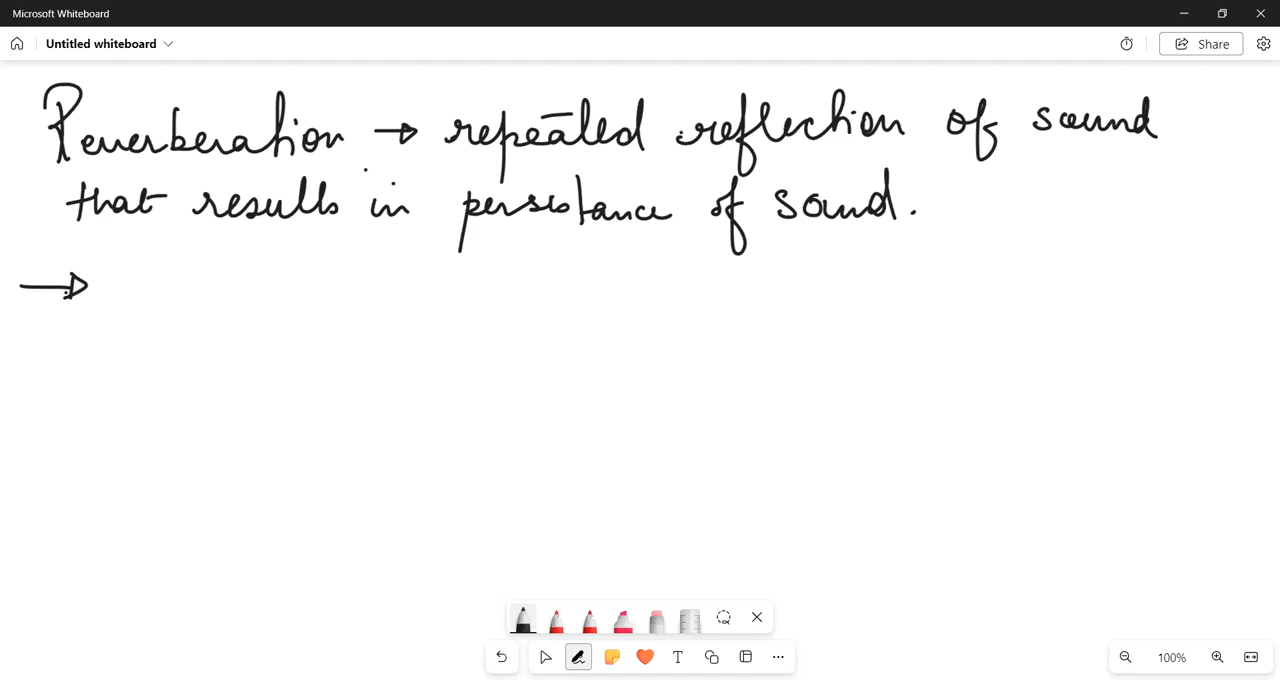 Microsoft Whiteboard
Untitled whiteboard
Share
Reverberation → repeated reflection of sound
that results in persistance of sound.
→
100%